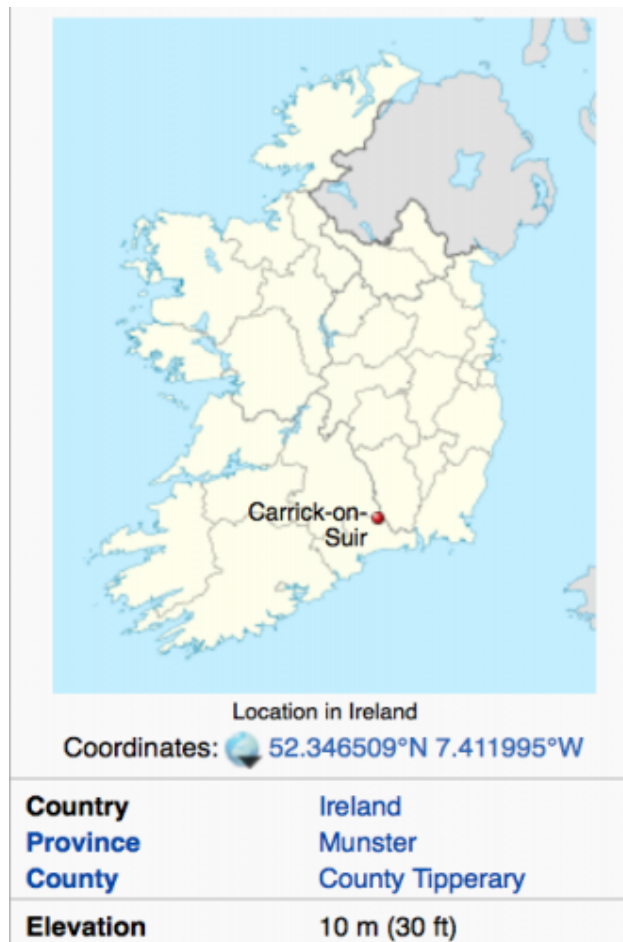 Carrick-on-
Suir
Location in Ireland
Coordinates: 52.346509°N 7.411995°W
Country Ireland
Province Munster
County County Tipperary
Elevation 10 m (30 ft)